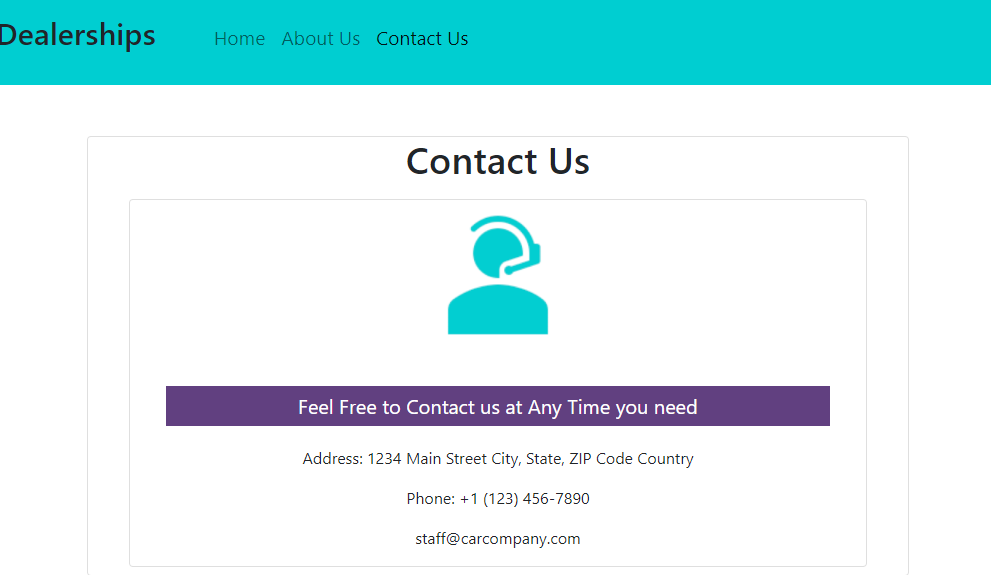 Dealerships Home About Us Contact Us
Contact Us
Feel Free to Contact us at Any Time you need
Address: 1234 Main Street City, State, ZIP Code Country
Phone: +1 (123) 456-7890
staff@carcompany.com